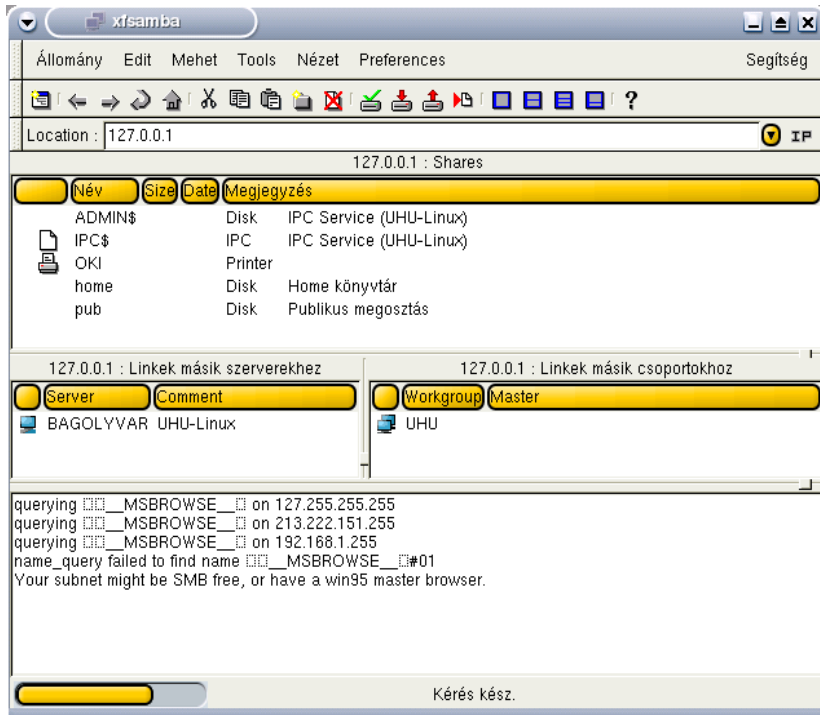 xfsamba
Állomány Edit Mehet Tools Nézet Preferences Segítség
?
Location : 127.0.0.1 IP
127.0.0.1 : Shares
Név Size Date Megjegyzés
ADMIN$ Disk IPC Service (UHU-Linux)
IPC$ IPC IPC Service (UHU-Linux)
OKI Printer
home Disk Home könyvtár
pub Disk Publikus megosztás
127.0.0.1 : Linkek másik szerverekhez
Server Comment
BAGOLYVAR UHU-Linux
127.0.0.1 : Linkek másik csoportokhoz
Workgroup Master
UHU
querying __MSBROWSE__ on 127.255.255.255
querying __MSBROWSE__ on 213.222.151.255
querying __MSBROWSE__ on 192.168.1.255
name_query failed to find name __MSBROWSE__#01
Your subnet might be SMB free, or have a win95 master browser.
Kérés kész.